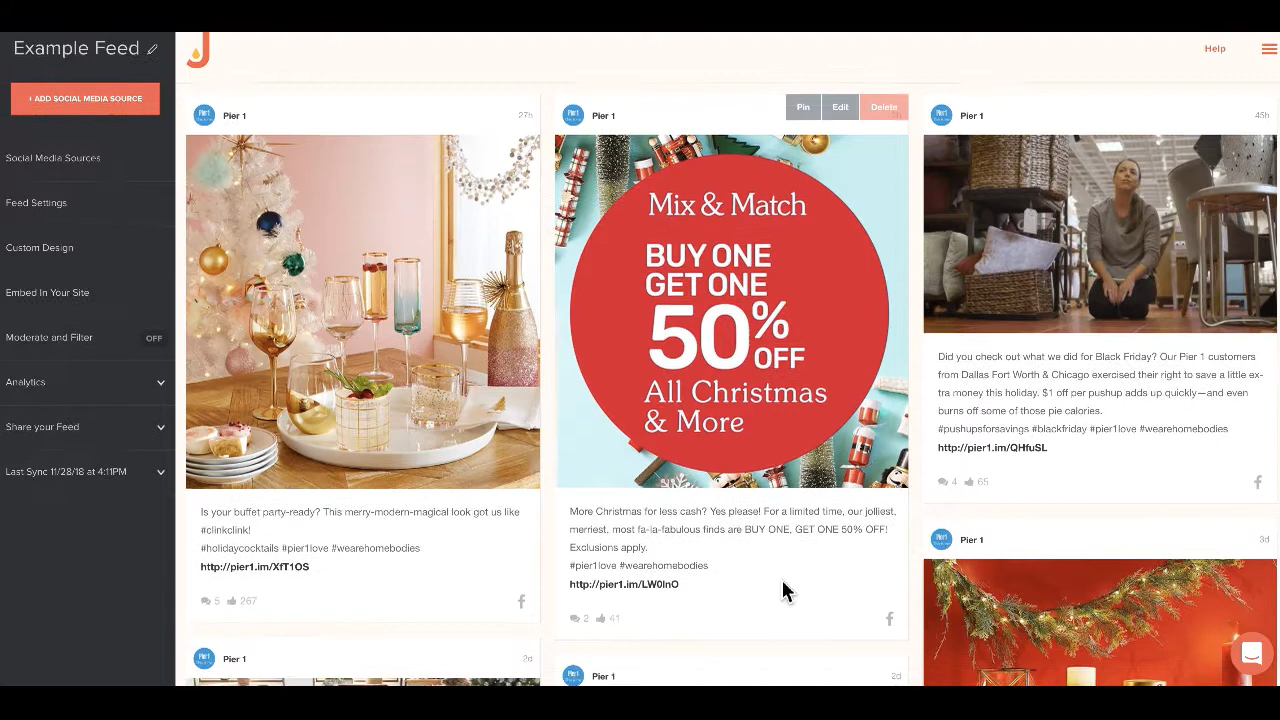 Example Feed
+ ADD SOCIAL MEDIA SOURCE
Social Media Sources
Feed Settings
Custom Design
Embed In Your Site
Moderate and Filter OFF
Analytics
Share your Feed
Last Sync 11/28/18 at 4:11PM
Help
Pier 1 27h
Is your buffet party-ready? This merry-modern-magical look got us like
#clinkclink!
#holidaycocktails #pier1love #wearehomebodies
http://pier1.im/XfT1OS
5 267
Pier 1 2d
Pier 1
Pin Edit Delete
Mix & Match
BUY ONE
GET ONE
50% OFF
All Christmas
& More
More Christmas for less cash? Yes please! For a limited time, our jolliest,
merriest, most fa-la-fabulous finds are BUY ONE, GET ONE 50% OFF!
Exclusions apply.
#pier1love #wearehomebodies
http://pier1.im/LW0lnO
2 41
Pier 1 2d
Pier 1 45h
Did you check out what we did for Black Friday? Our Pier 1 customers
from Dallas Fort Worth & Chicago exercised their right to save a little ex-
tra money this holiday. $1 off per pushup adds up quickly—and even
burns off some of those pie calories.
#pushupsforsavings #blackfriday #pier1love #wearehomebodies
http://pier1.im/QHfuSL
4 65
Pier 1 3d